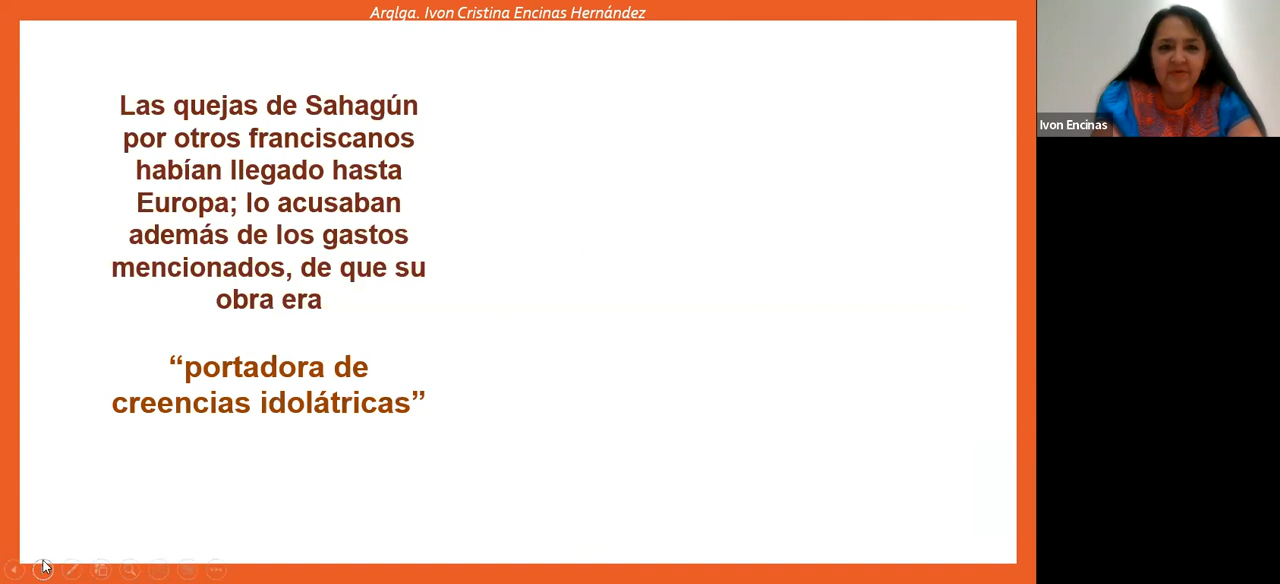 Arqlga. Ivon Cristina Encinas Hernández
Las quejas de Sahagún
por otros franciscanos
habían llegado hasta
Europa; lo acusaban
además de los gastos
mencionados, de que su
obra era
“portadora de
creencias idolátricas”
Ivon Encinas